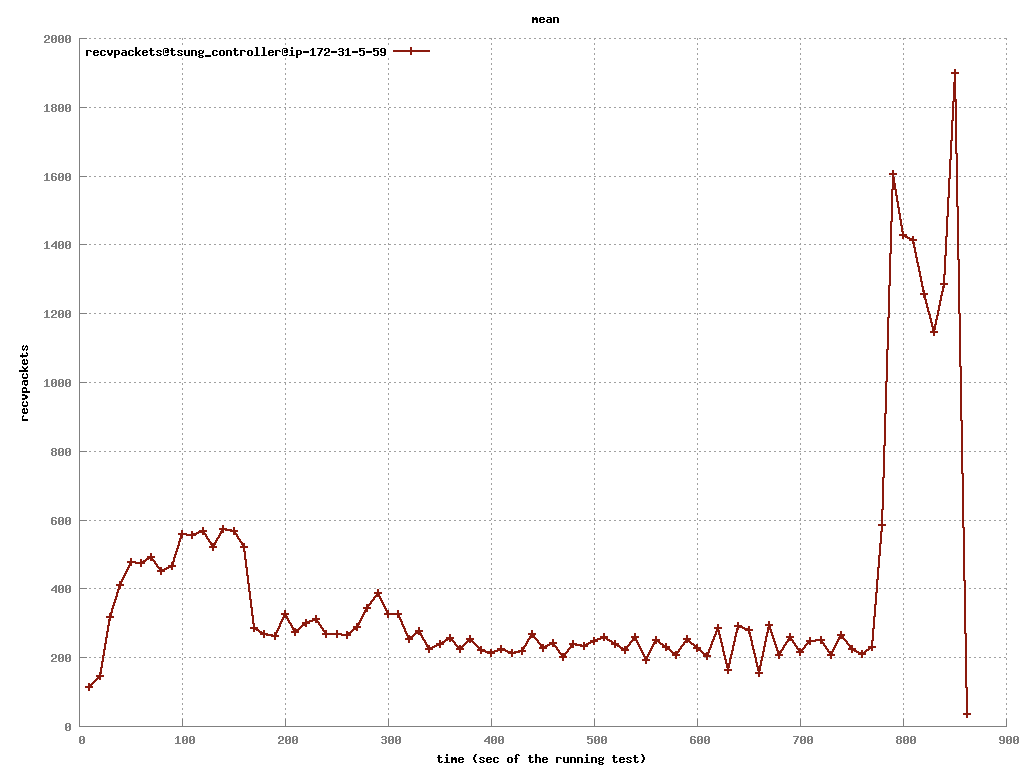 mean
recvpackets@tsung_controller@ip-172-31-5-59
2000
1800
1600
1400
1200
1000
800
600
400
200
0
recvpackets
0 100 200 300 400 500 600 700 800 900
time (sec of the running test)